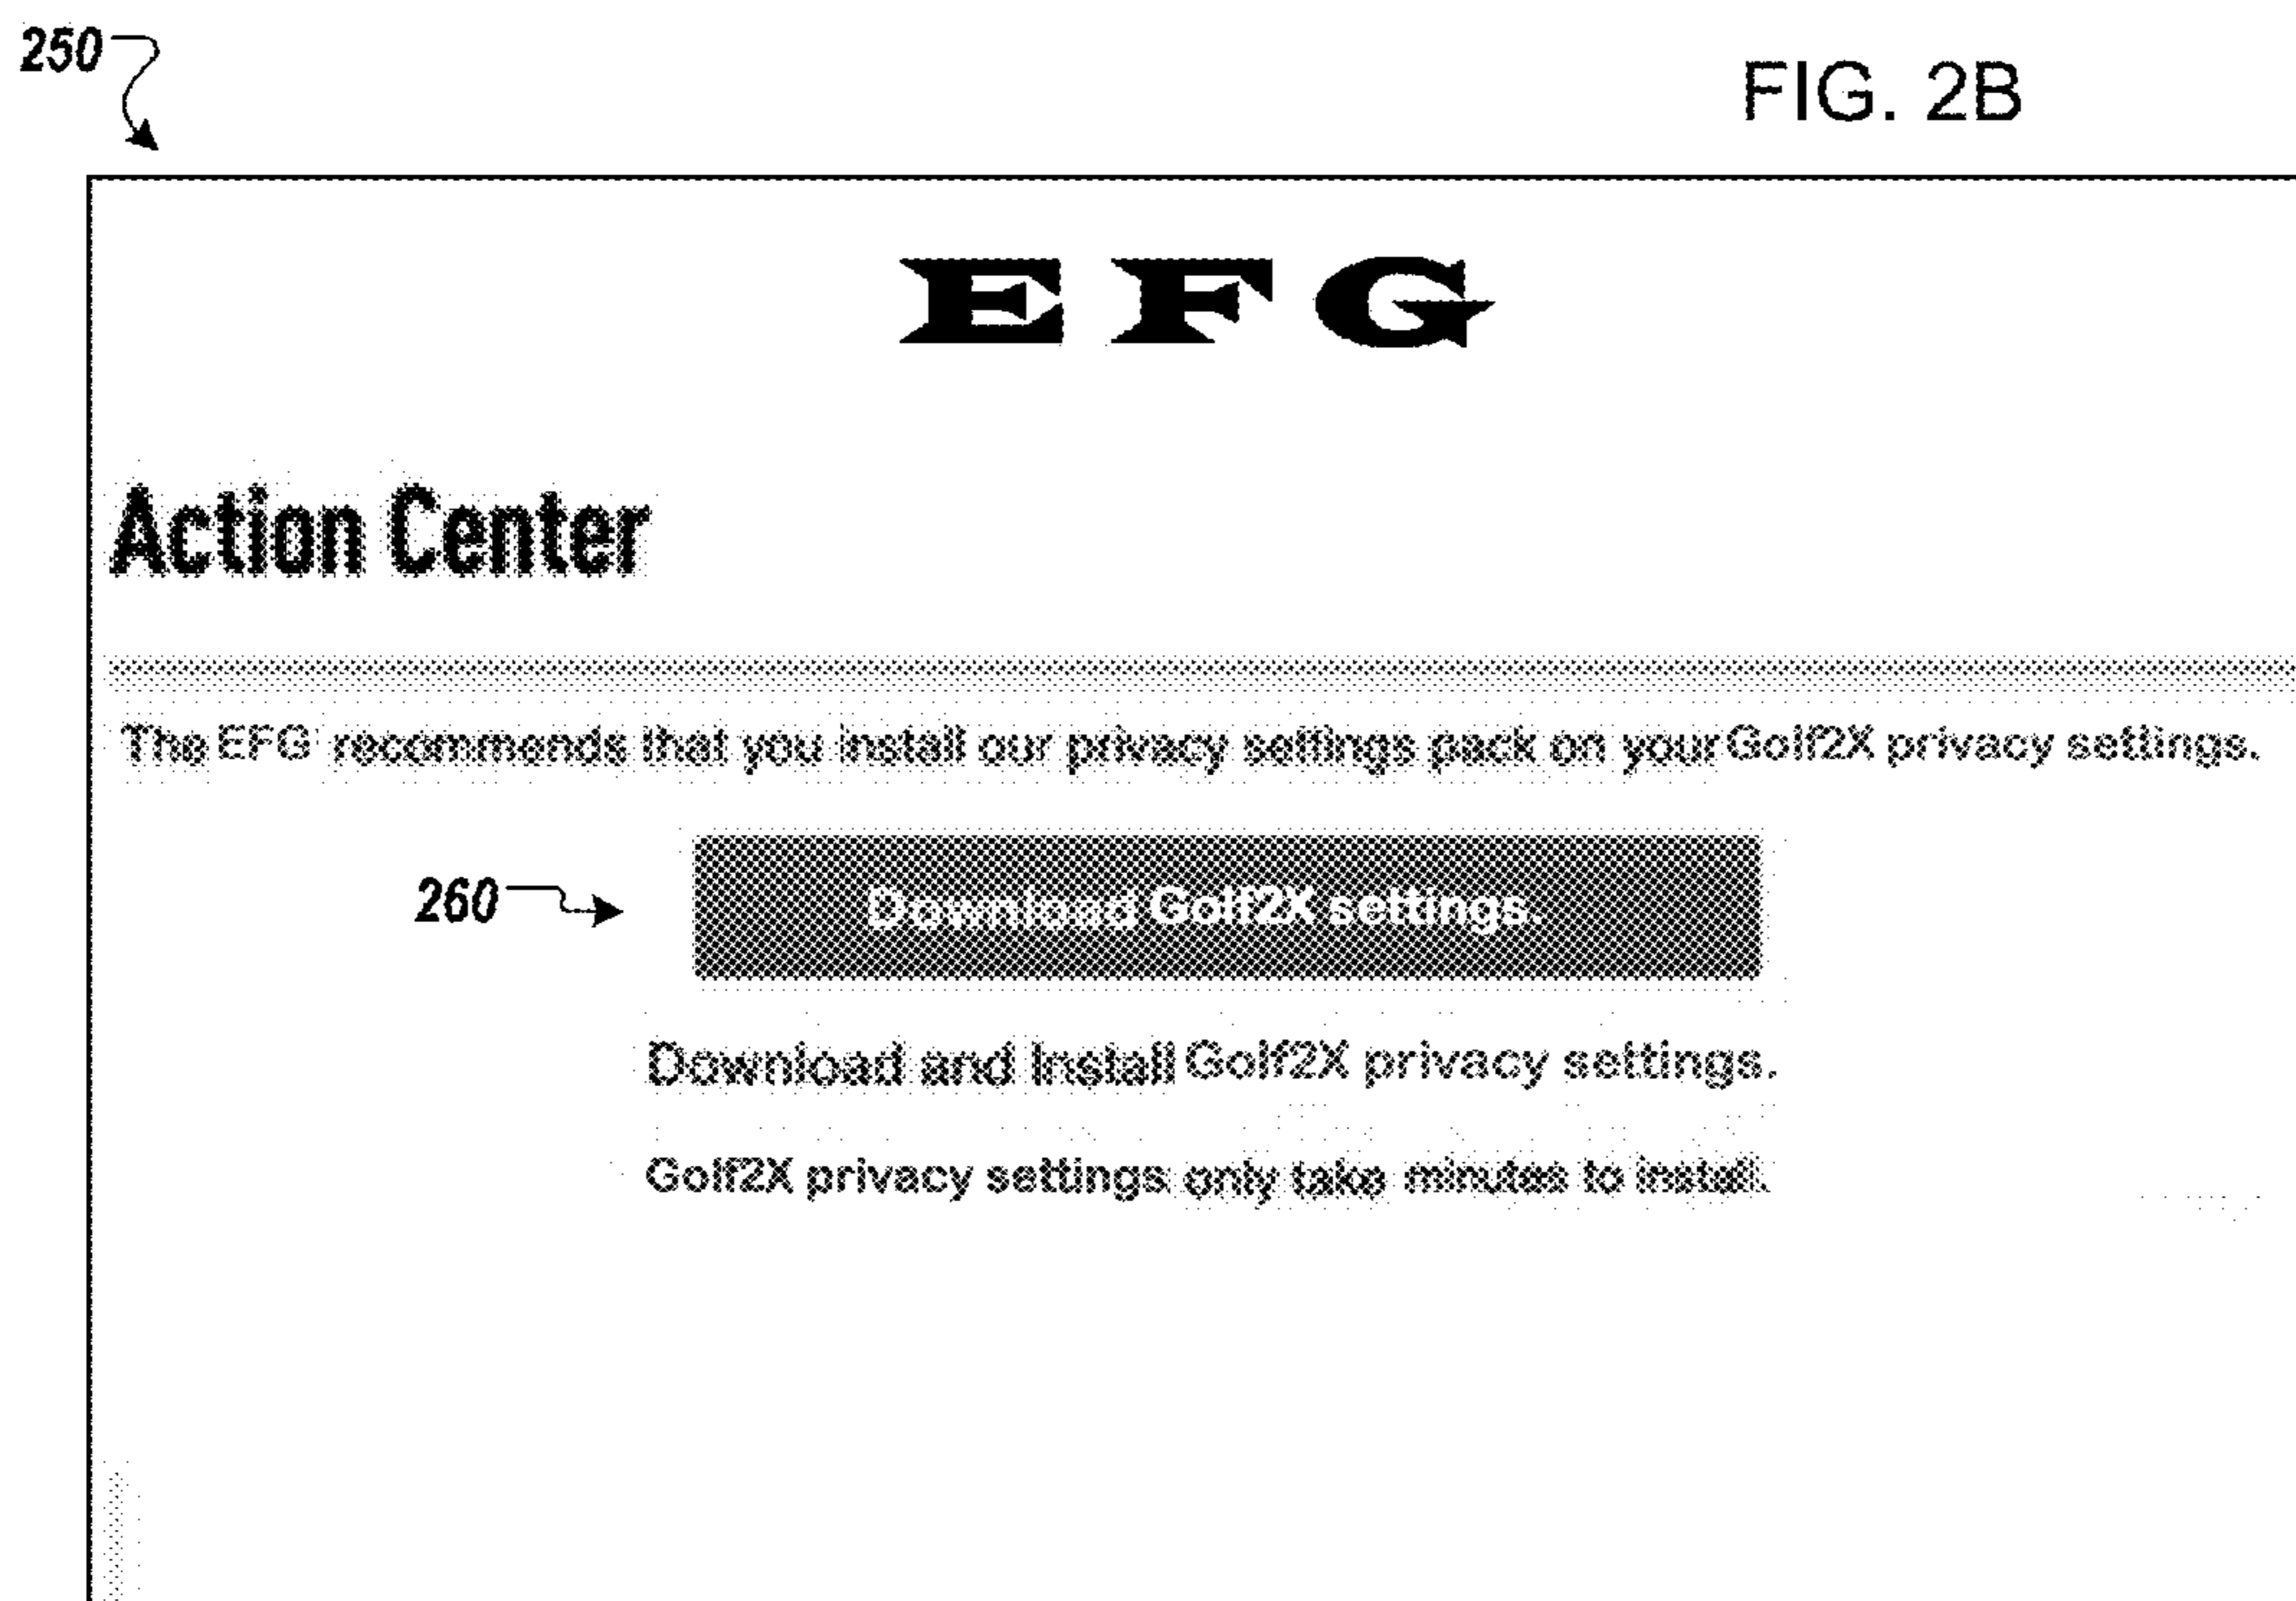 250
FIG. 2B
EFG
Action Center
The EFG recommends that you install our privacy settings pack on your Golf2X privacy settings.
260
Download Golf2X settings.
Download and Install Golf2X privacy settings.
Golf2X privacy settings only take minutes to install.